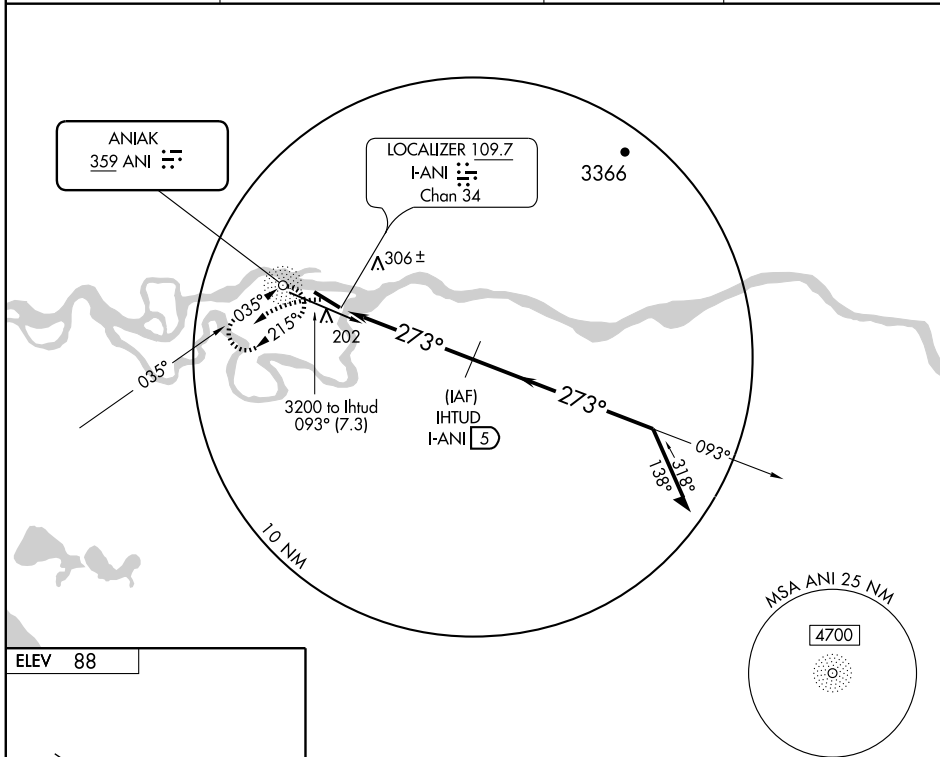 ANIAK
359 ANI
LOCALIZER 109.7
I-ANI
Chan 34
3366
306 ±
202
035°
215°
035°
273°
273°
3200 to Ihtud
093° (7.3)
(IAF)
IHTUD
I-ANI 5
093°
318°
138°
10 NM
MSA ANI 25 NM
4700
ELEV 88